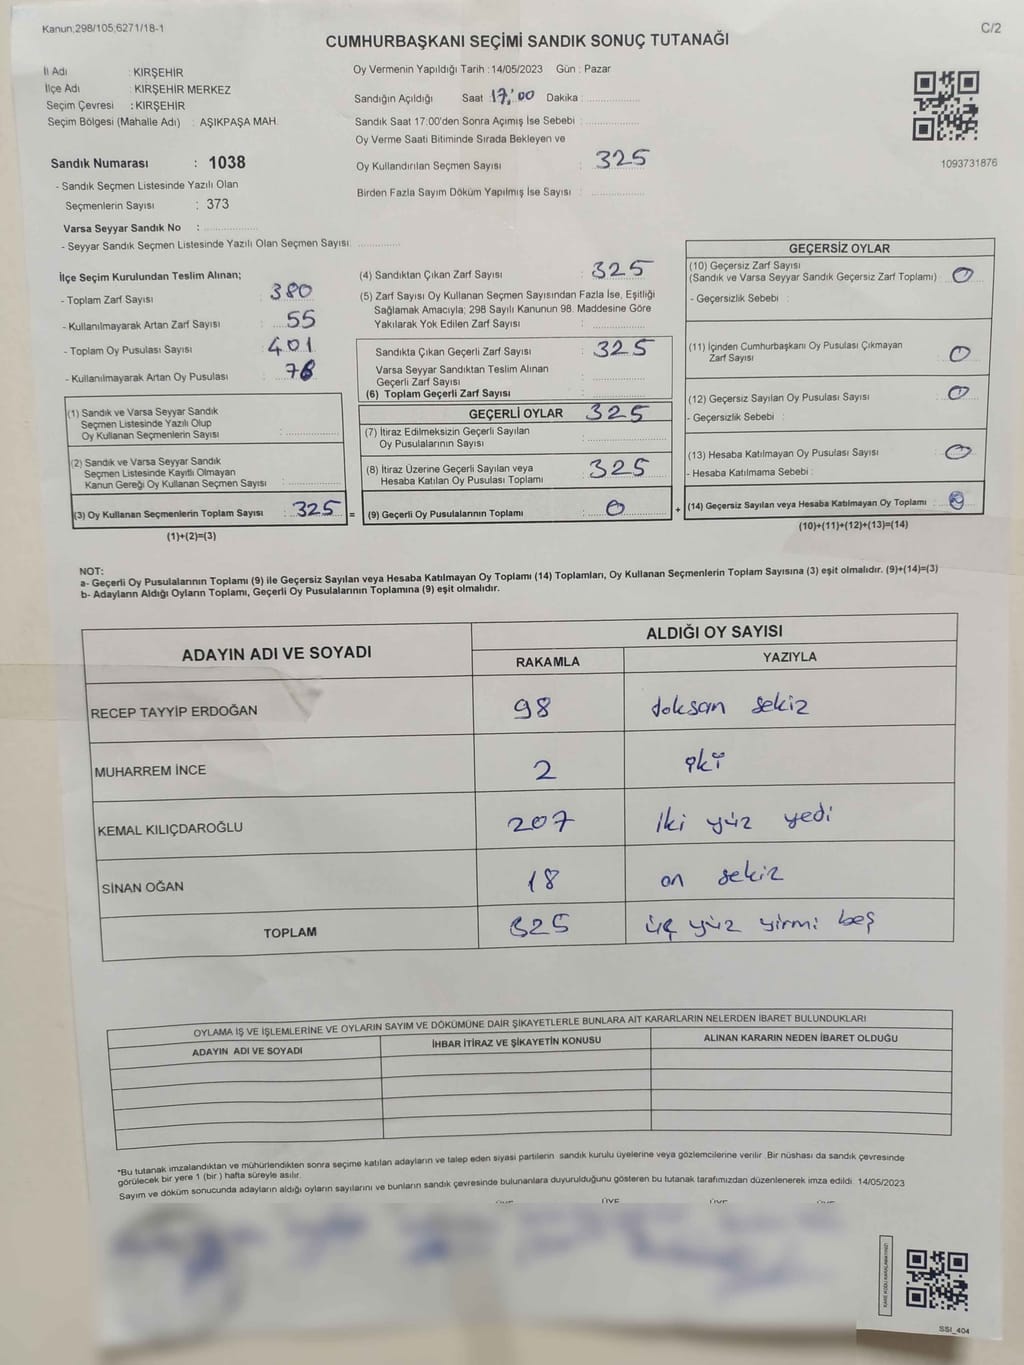 Kanun;298/105;6271/18-1
C/2
CUMHURBAŞKANI SEÇİMİ SANDIK SONUÇ TUTANAĞI
İl Adı : KIRŞEHİR
İlçe Adı : KIRŞEHİR MERKEZ
Seçim Çevresi : KIRŞEHİR
Seçim Bölgesi (Mahalle Adı) : AŞIKPAŞA MAH.
Sandık Numarası : 1038
- Sandık Seçmen Listesinde Yazılı Olan
Seçmenlerin Sayısı : 373
Varsa Seyyar Sandık No :
- Seyyar Sandık Seçmen Listesinde Yazılı Olan Seçmen Sayısı:
Oy Vermenin Yapıldığı Tarih : 14/05/2023 Gün : Pazar
Sandığın Açıldığı Saat 17:00 Dakika :
Sandık Saat 17:00'den Sonra Açımış İse Sebebi :
Oy Verme Saati Bitiminde Sırada Bekleyen ve
Oy Kullandırılan Seçmen Sayısı : 325
Birden Fazla Sayım Döküm Yapılmış İse Sayısı :
1093731876
İlçe Seçim Kurulundan Teslim Alınan;
- Toplam Zarf Sayısı : 380
- Kullanılmayarak Artan Zarf Sayısı : 55
- Toplam Oy Pusulası Sayısı : 401
- Kullanılmayarak Artan Oy Pusulası :
(1) Sandık ve Varsa Seyyar Sandık
Seçmen Listesinde Yazılı Olup
Oy Kullanan Seçmenlerin Sayısı :
(2) Sandık ve Varsa Seyyar Sandık
Seçmen Listesinde Kayıtlı Olmayan
Kanun Gereği Oy Kullanan Seçmen Sayısı :
(3) Oy Kullanan Seçmenlerin Toplam Sayısı : 325 =
(1)+(2)=(3)
(4) Sandıktan Çıkan Zarf Sayısı : 325
(5) Zarf Sayısı Oy Kullanan Seçmen Sayısından Fazla İse, Eşitliği
Sağlamak Amacıyla; 298 Sayılı Kanunun 98. Maddesine Göre
Yakılarak Yok Edilen Zarf Sayısı :
Sandıkta Çıkan Geçerli Zarf Sayısı : 325
Varsa Seyyar Sandıktan Teslim Alınan
Geçerli Zarf Sayısı :
(6) Toplam Geçerli Zarf Sayısı :
GEÇERLİ OYLAR 325
(7) İtiraz Edilmeksizin Geçerli Sayılan
Oy Pusulalarının Sayısı :
(8) İtiraz Üzerine Geçerli Sayılan veya
Hesaba Katılan Oy Pusulası Toplamı : 325
(9) Geçerli Oy Pusulalarının Toplamı : 0 +
GEÇERSİZ OYLAR
(10) Geçersiz Zarf Sayısı
(Sandık ve Varsa Seyyar Sandık Geçersiz Zarf Toplamı) : 0
- Geçersizlik Sebebi :
(11) İçinden Cumhurbaşkanı Oy Pusulası Çıkmayan
Zarf Sayısı : 0
(12) Geçersiz Sayılan Oy Pusulası Sayısı : 0
- Geçersizlik Sebebi :
(13) Hesaba Katılmayan Oy Pusulası Sayısı : 0
- Hesaba Katılmama Sebebi :
(14) Geçersiz Sayılan veya Hesaba Katılmayan Oy Toplamı :
(10)+(11)+(12)+(13)=(14)
NOT:
a- Geçerli Oy Pusulalarının Toplamı (9) ile Geçersiz Sayılan veya Hesaba Katılmayan Oy Toplamı (14) Toplamları, Oy Kullanan Seçmenlerin Toplam Sayısına (3) eşit olmalıdır. (9)+(14)=(3)
b- Adayların Aldığı Oyların Toplamı, Geçerli Oy Pusulalarının Toplamına (9) eşit olmalıdır.
ADAYIN ADI VE SOYADI ALDIĞI OY SAYISI
RAKAMLA YAZIYLA
RECEP TAYYİP ERDOĞAN 98 doksan sekiz
MUHARREM İNCE 2 iki
KEMAL KILIÇDAROĞLU 207 iki yüz yedi
SİNAN OĞAN 18 on sekiz
TOPLAM 325 üç yüz yirmi beş
OYLAMA İŞ VE İŞLEMLERİNE VE OYLARIN SAYIM VE DÖKÜMÜNE DAİR ŞİKAYETLERLE BUNLARA AİT KARARLARIN NELERDEN İBARET BULUNDUKLARI
ADAYIN ADI VE SOYADI İHBAR İTİRAZ VE ŞİKAYETİN KONUSU ALINAN KARARIN NEDEN İBARET OLDUĞU
*Bu tutanak imzalandıktan ve mühürlendikten sonra seçime katılan adayların ve talep eden siyasi partilerin sandık kurulu üyelerine veya gözlemcilerine verilir. Bir nüshası da sandık çevresinde
görülecek bir yere 1 (bir ) hafta süreyle asılır.
Sayım ve döküm sonucunda adayların aldığı oyların sayılarını ve bunların sandık çevresinde bulunanlara duyurulduğunu gösteren bu tutanak tarafımızdan düzenlenerek imza edildi. 14/05/2023
ÜYE ÜYE ÜYE ÜYE
SSİ_404